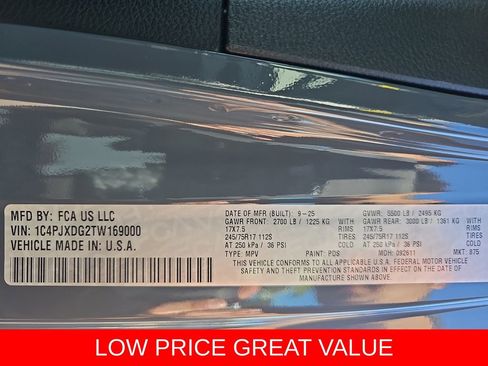 MFD BY: FCA US LLC
VIN: 1C4PJXDG2TW169000
VEHICLE MADE IN U.S.A.
DATE OF MFR (BUILT): 9-25 GVWR: 5500 LB / 2495 KG
GAWR FRONT: 2700 LB / 1225 KG GAWR REAR: 3000 LB / 1361 KG
17X7.5 RIMS 17X7.5 RIMS
245/75R17 112S TIRES 245/75R17 112S TIRES
AT 250 kPa / 36 PSI AT 250 kPa / 36 PSI
TYPE: MPV PAINT: PDS MDH: 092611 MKT: 875
THIS VEHICLE CONFORMS TO ALL APPLICABLE U.S.A. FEDERAL MOTOR VEHICLE
SAFETY AND THEFT PREVENTION STANDARDS IN EFFECT ON THE DATE OF
MANUFACTURE SHOWN ABOVE.
LOW PRICE GREAT VALUE